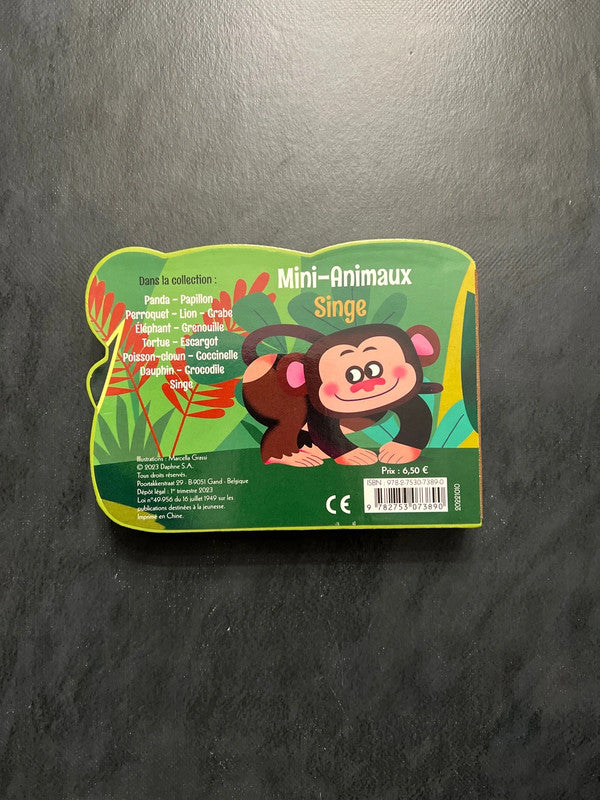 Dans la collection :
Panda - Papillon
Perroquet - Lion - Crabe
Éléphant - Grenouille
Tortue - Escargot
Poisson-clown - Coccinelle
Dauphin - Crocodile
Singe
Mini-Animaux
Singe
Illustrations : Marcella Grassi
© 2023 Daphne S.A.
Tous droits réservés.
Poortakkerstraat 29 - B-9051 Gand - Belgique
Dépôt légal : 1er trimestre 2023
Loi n°49-956 du 16 juillet 1949 sur les
publications destinées à la jeunesse.
Imprimé en Chine.
CE
Prix : 6,50 €
ISBN : 978-2-7530-7389-0
9 782753 073890